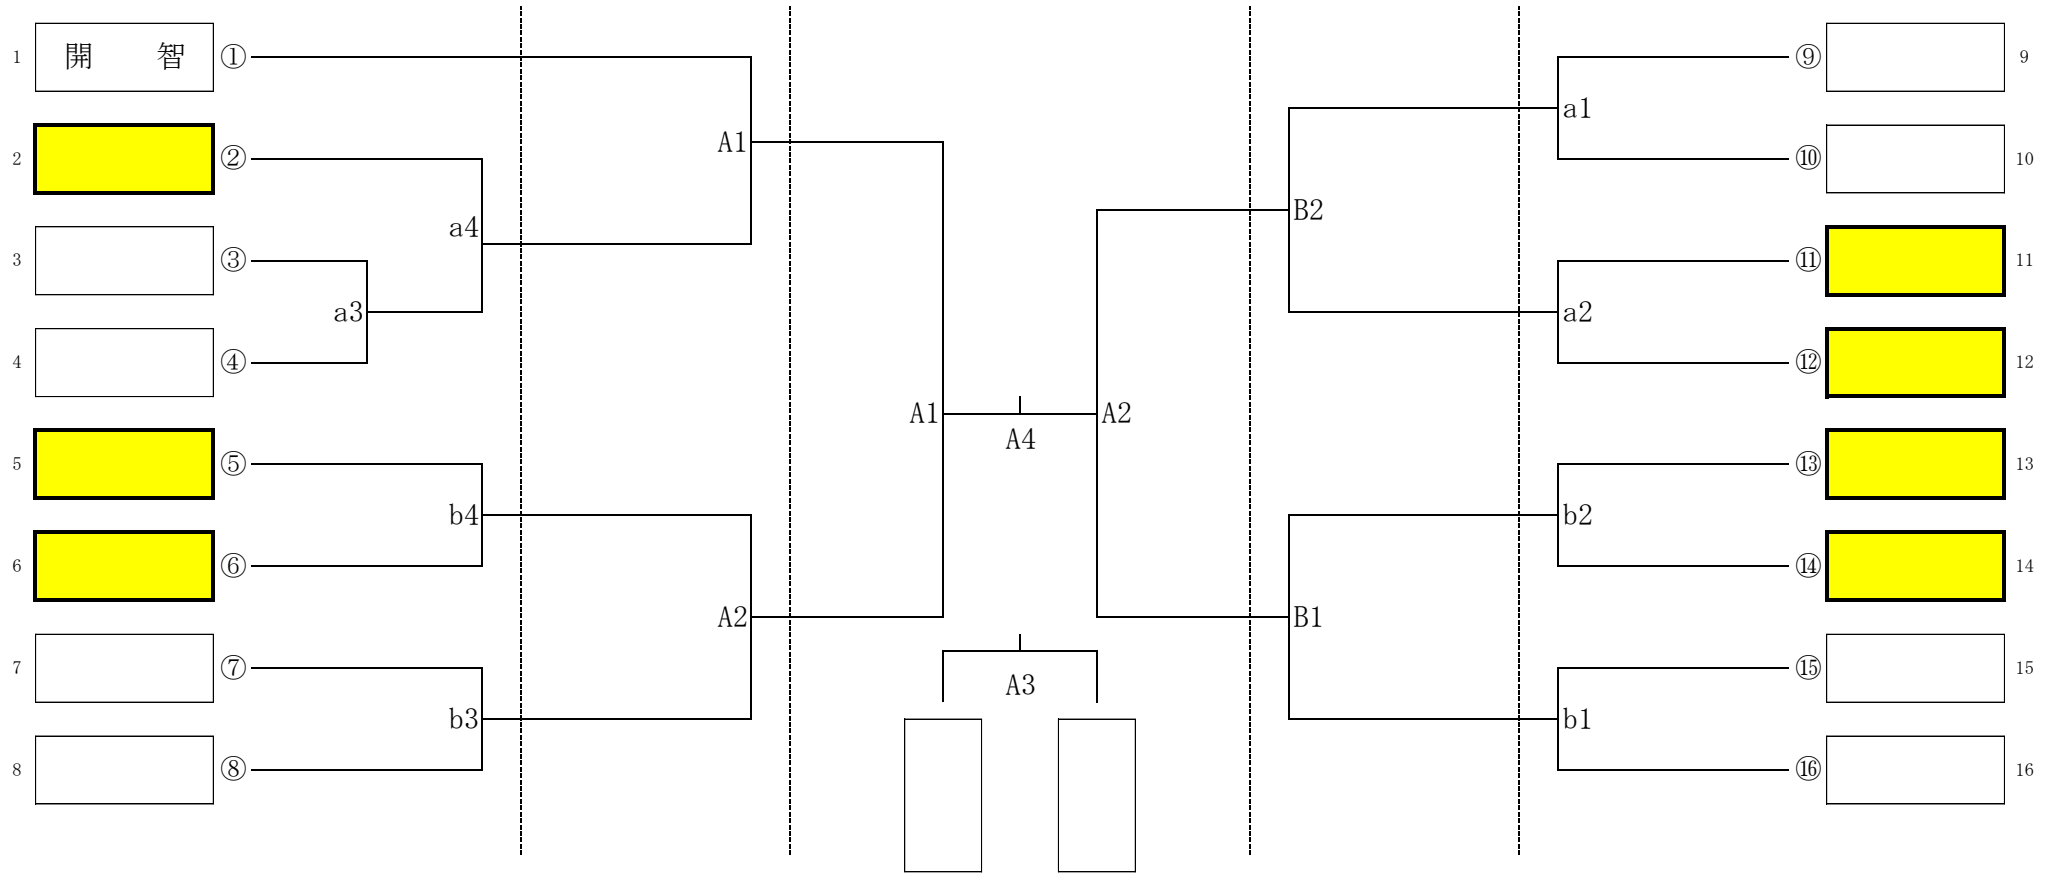 1 開 智 ① ⑨ 9
a1
2 ② A1 ⑩ 10
a4 B2
3 ③ ⑪ 11
a3 a2
4 ④ ⑫ 12
A1 A2
A4
5 ⑤ ⑬ 13
b4 b2
6 ⑥ ⑭ 14
A2 B1
7 ⑦ ⑮ 15
A3
b3 b1
8 ⑧ ⑯ 16